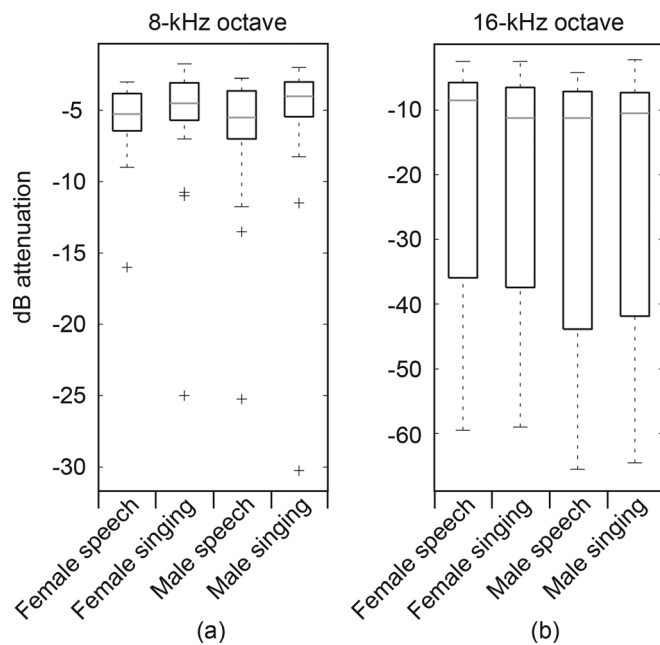 8-kHz octave
16-kHz octave
dB attenuation
-5
-10
-15
-20
-25
-30
-10
-20
-30
-40
-50
-60
Female speech
Female singing
Male speech
Male singing
Female speech
Female singing
Male speech
Male singing
(a)
(b)